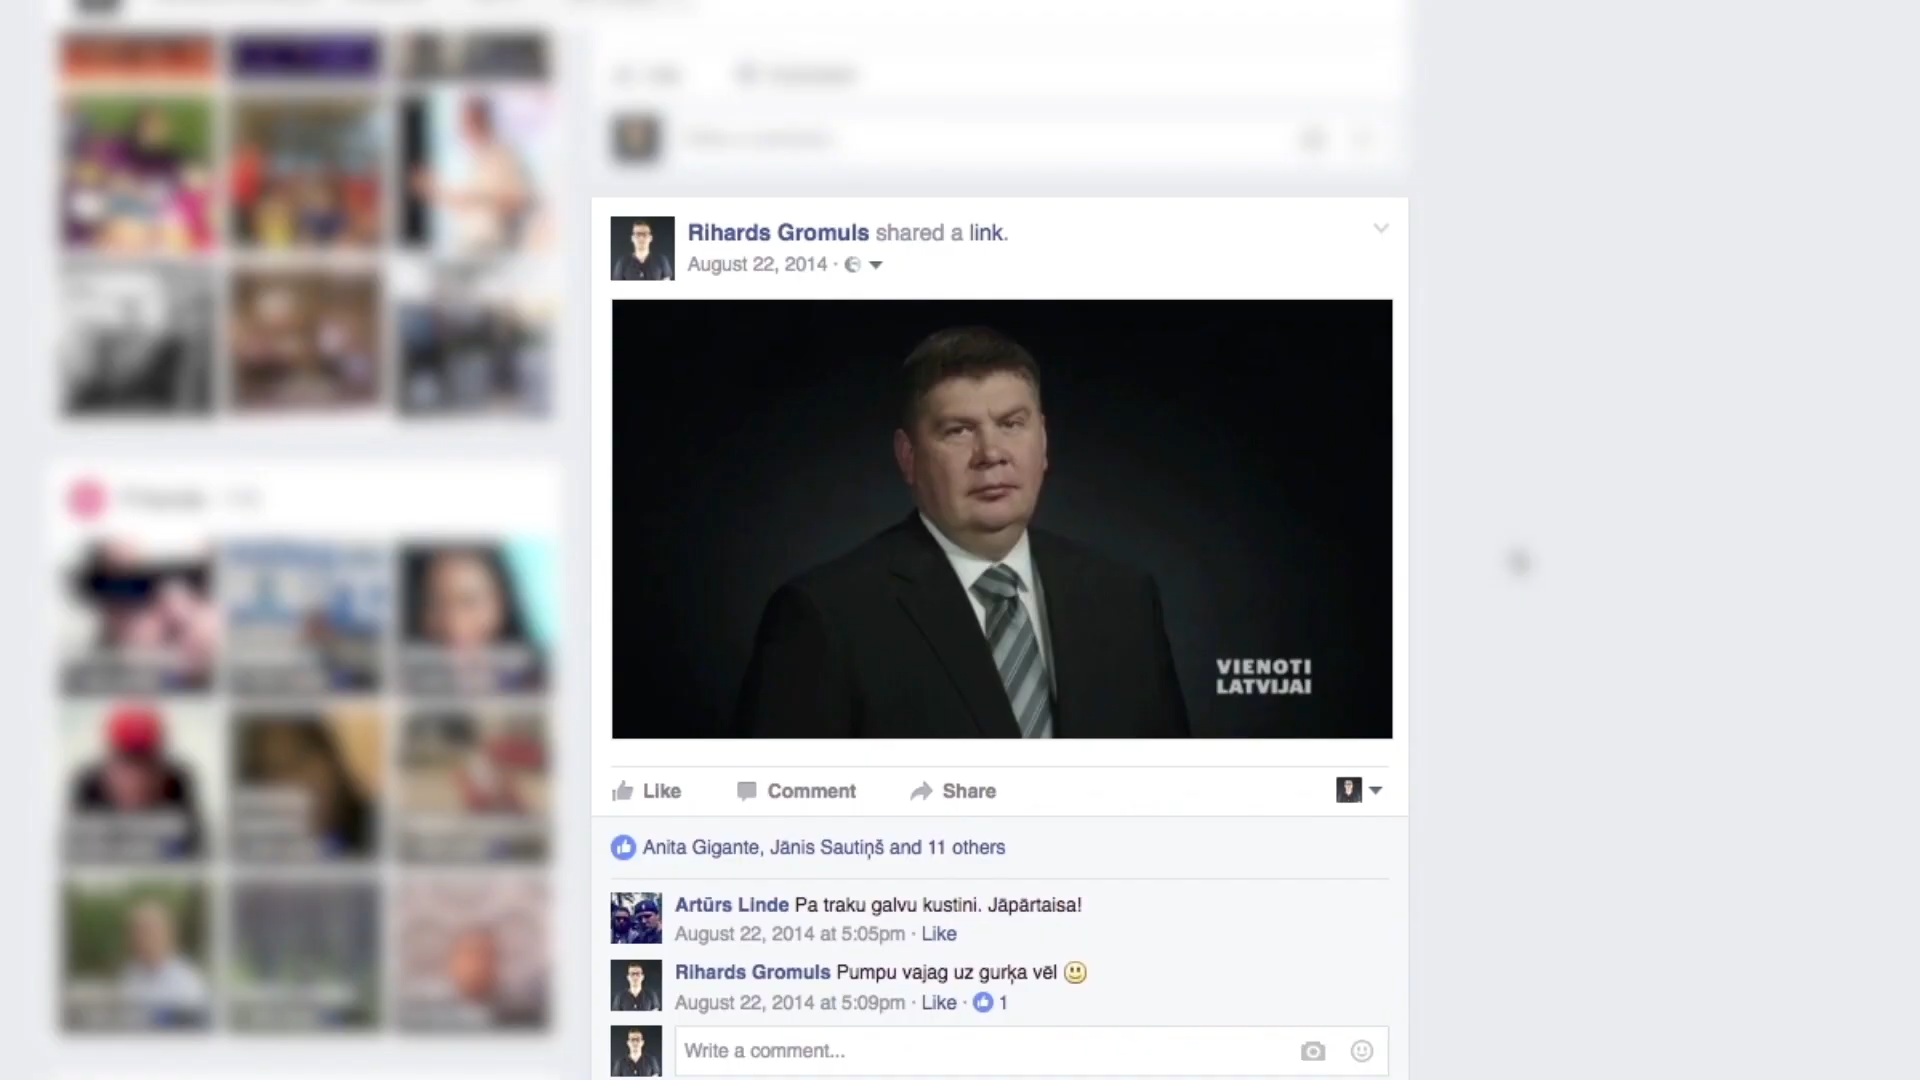 Rihards Gromuls shared a link.
August 22, 2014 ·
VIENOTI
LATVIJAI
Like Comment Share
Anita Gigante, Jānis Sautiņš and 11 others
Artūrs Linde Pa traku galvu kustini. Jāpārtaisa!
August 22, 2014 at 5:05pm · Like
Rihards Gromuls Pumpu vajag uz gurķa vēl
August 22, 2014 at 5:09pm · Like · 1
Write a comment...